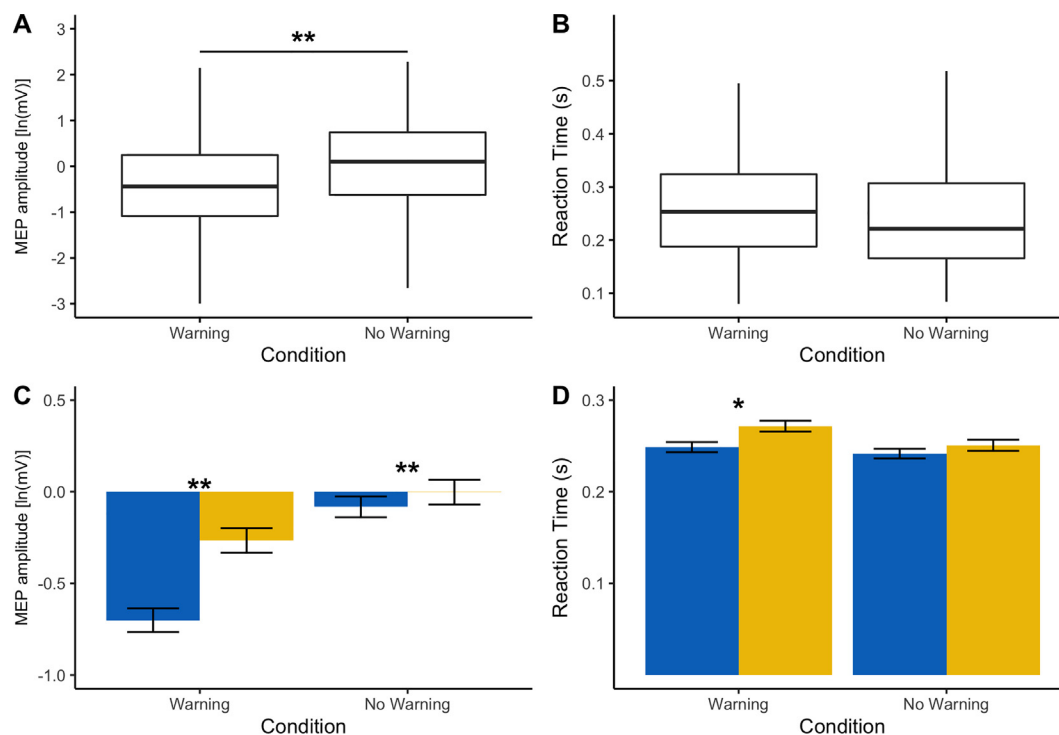 A
MEP amplitude [ln(mV)]
3
2
1
0
-1
-2
-3
**
Warning
No Warning
Condition
B
Reaction Time (s)
0.5
0.4
0.3
0.2
0.1
Warning
No Warning
Condition
C
MEP amplitude [ln(mV)]
0.5
0.0
-0.5
-1.0
**
**
Warning
No Warning
Condition
D
Reaction Time (s)
0.3
0.2
0.1
*
Warning
No Warning
Condition